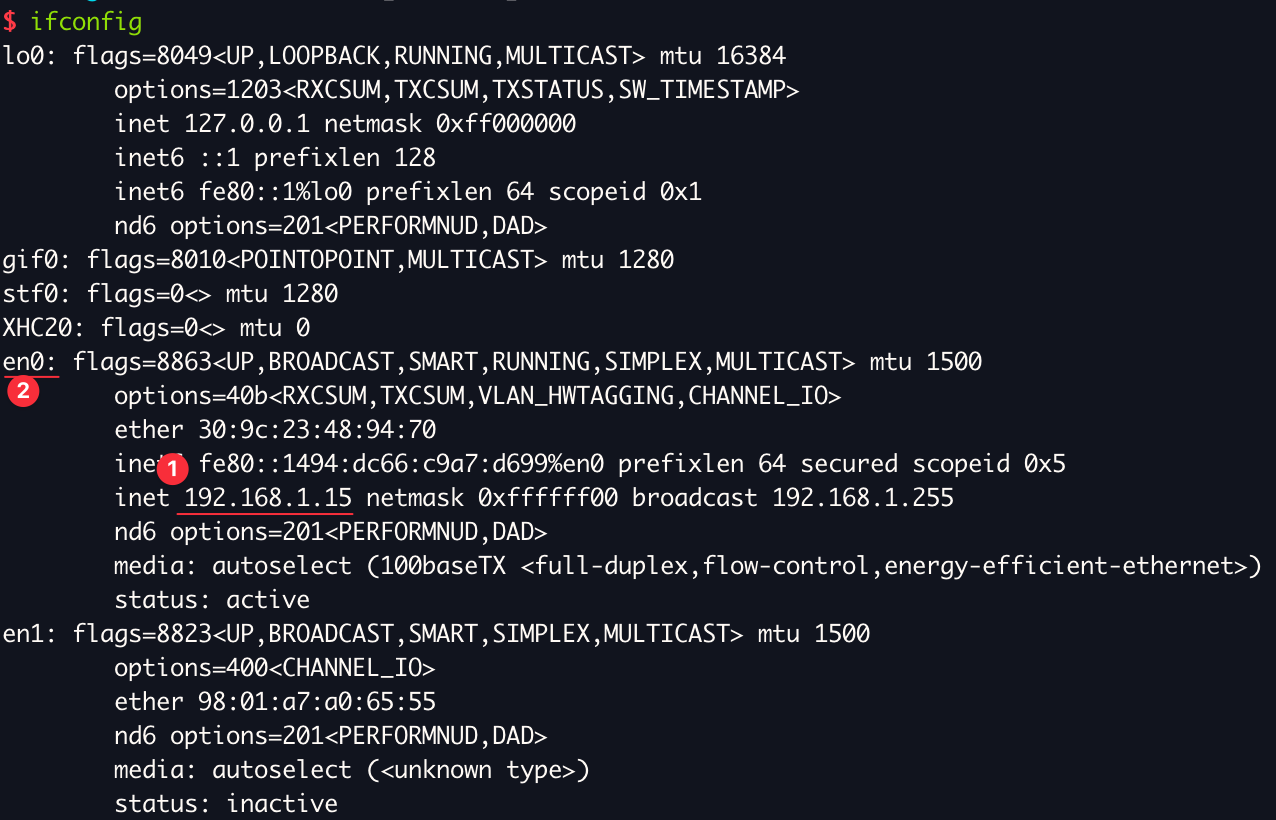 $ ifconfig
lo0: flags=8049<UP,LOOPBACK,RUNNING,MULTICAST> mtu 16384
options=1203<RXCSUM,TXCSUM,TXSTATUS,SW_TIMESTAMP>
inet 127.0.0.1 netmask 0xff000000
inet6 ::1 prefixlen 128
inet6 fe80::1%lo0 prefixlen 64 scopeid 0x1
nd6 options=201<PERFORMNUD,DAD>
gif0: flags=8010<POINTOPOINT,MULTICAST> mtu 1280
stf0: flags=0<> mtu 1280
XHC20: flags=0<> mtu 0
en0: flags=8863<UP,BROADCAST,SMART,RUNNING,SIMPLEX,MULTICAST> mtu 1500
2
options=40b<RXCSUM,TXCSUM,VLAN_HWTAGGING,CHANNEL_IO>
ether 30:9c:23:48:94:70
1
fe80::1494:dc66:c9a7:d699%en0 prefixlen 64 secured scopeid 0x5
inet 192.168.1.15 netmask 0xffffff00 broadcast 192.168.1.255
nd6 options=201<PERFORMNUD,DAD>
media: autoselect (100baseTX <full-duplex,flow-control,energy-efficient-ethernet>)
status: active
en1: flags=8823<UP,BROADCAST,SMART,SIMPLEX,MULTICAST> mtu 1500
options=400<CHANNEL_IO>
ether 98:01:a7:a0:65:55
nd6 options=201<PERFORMNUD,DAD>
media: autoselect (<unknown type>)
status: inactive